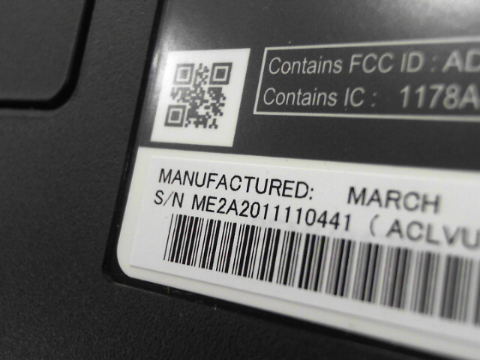 Contains FCC ID : AD
Contains IC : 1178A
MANUFACTURED: MARCH
S/N ME2A2011110441 ( ACLVU